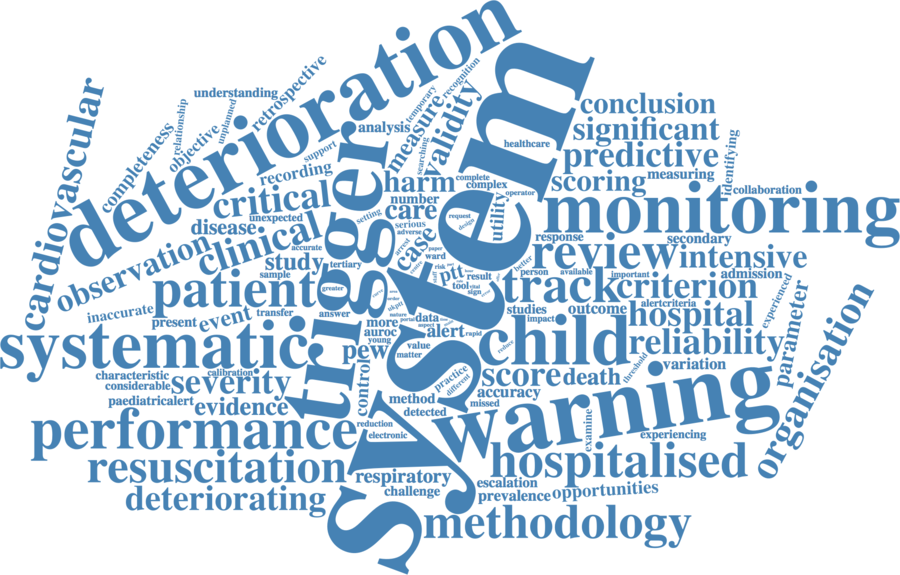 system
deterioration
trigger
warning
monitoring
child
systematic
performance
patient
track
review
hospitalised
resuscitation
methodology
organisation
cardiovascular
deteriorating
predictive
significant
conclusion
scoring
validity
measure
critical
clinical
observation
criterion
hospital
reliability
intensive
score
severity
parameter
harm
care
case
study
event
pew
ptt
death
disease
evidence
respiratory
control
alert
data
utility
number
auroc
more
outcome
accuracy
variation
admission
secondary
response
measuring
collaboration
identifying
healthcare
recognition
temporary
searching
analysis
support
recording
retrospective
understanding
unplanned
relationship
objective
completeness
unexpected
setting
accurate
tertiary
sample
greater
inaccurate
present
transfer
answer
characteristic
considerable
calibration
paediatricalert
reduction
electronic
challenge
method
detected
missed
practice
different
value
matter
young
aspect
rapid
impact
studies
reduce
threshold
alertcriteria
important
available
person
better
experienced
experiencing
examine
escalation
prevalence
opportunities
complete
complex
operator
request
design
serious
adverse
arrest
paper
ward
risk
result
tool
vital
sign
nature